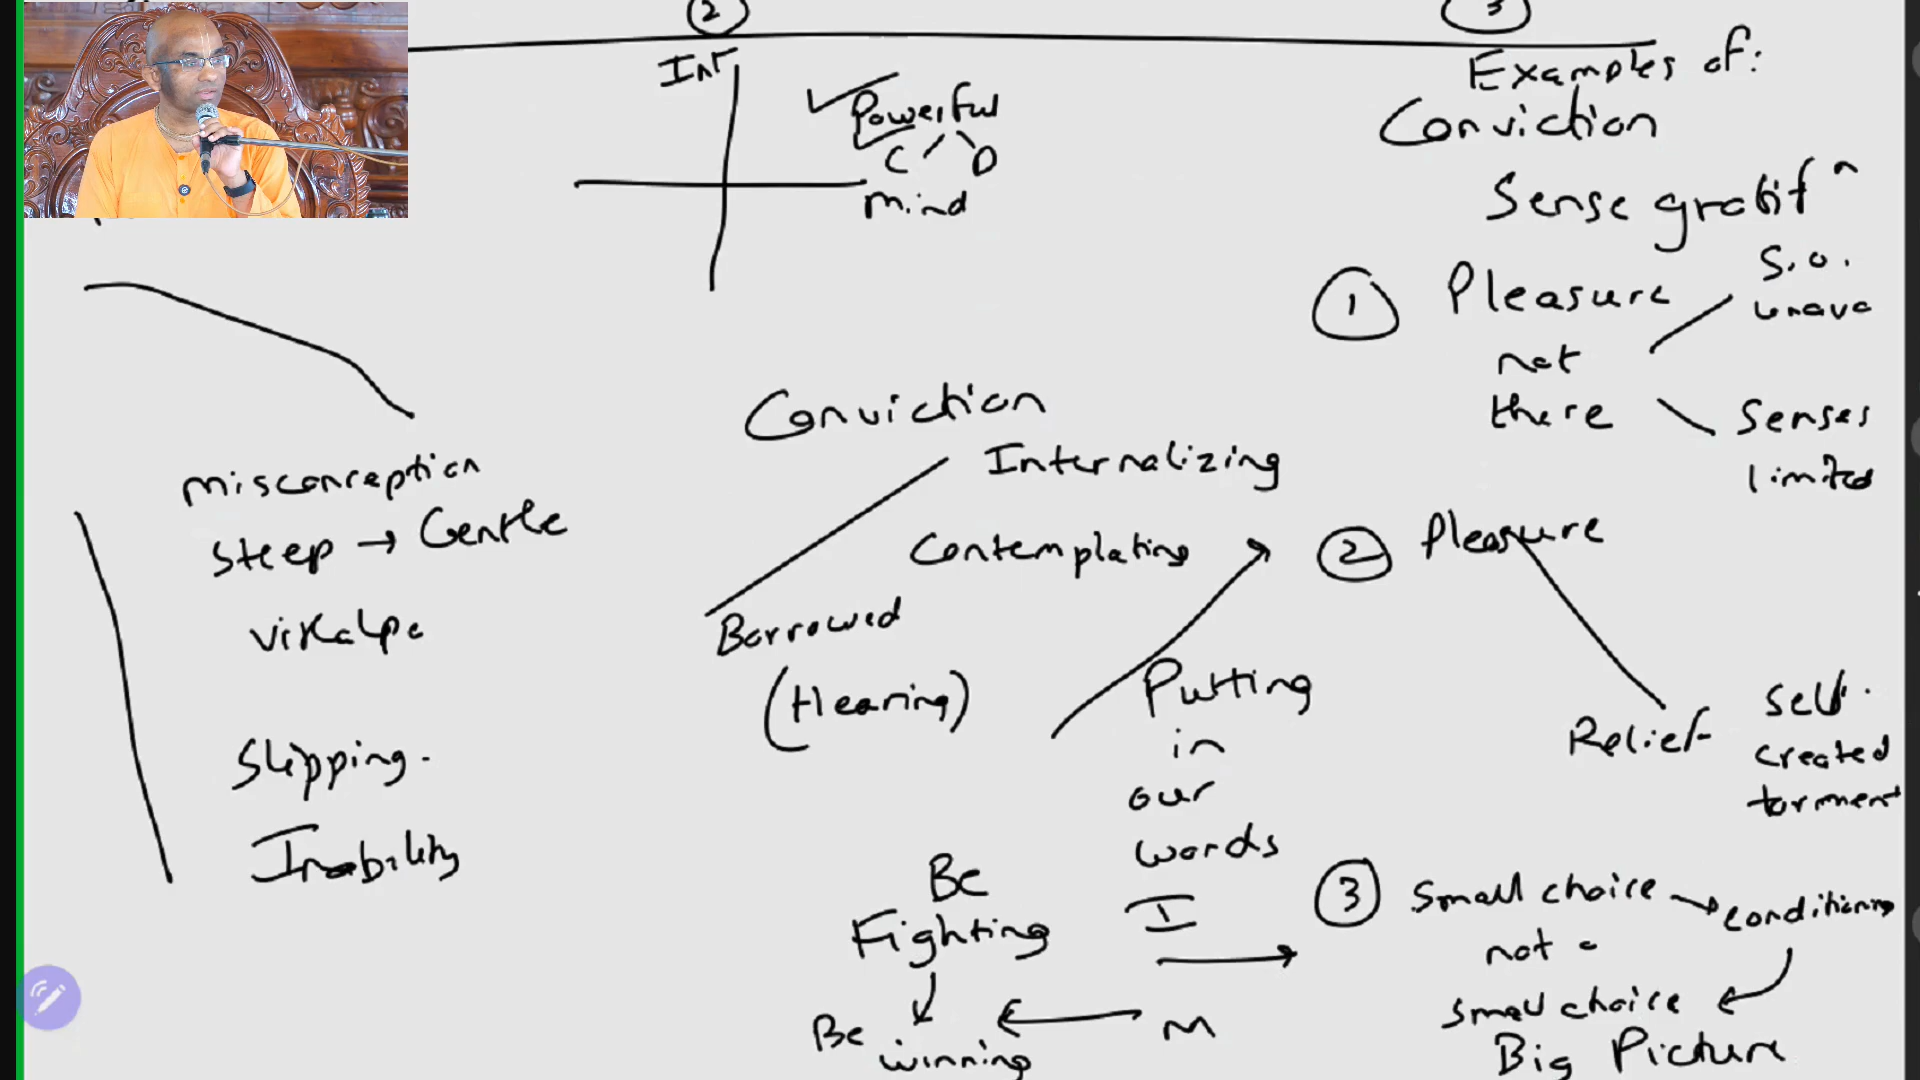 2
Int
Powerful
C D
Mind
misconception
steep → Gentle
vikalpa
Slipping.
Inability
Conviction
Internalizing
Contemplating
Borrowed
(Hearing)
Putting
in
our
words
Be
Fighting
I
Be winning
M
3
Examples of:
Conviction
Sense gratif n
1 Pleasure
not
there
S.O.
unava
Senses
limited
2 Pleasure
Relief
Self.
created
torment
3 Small choice → conditioning
not a
small choice
Big Picture